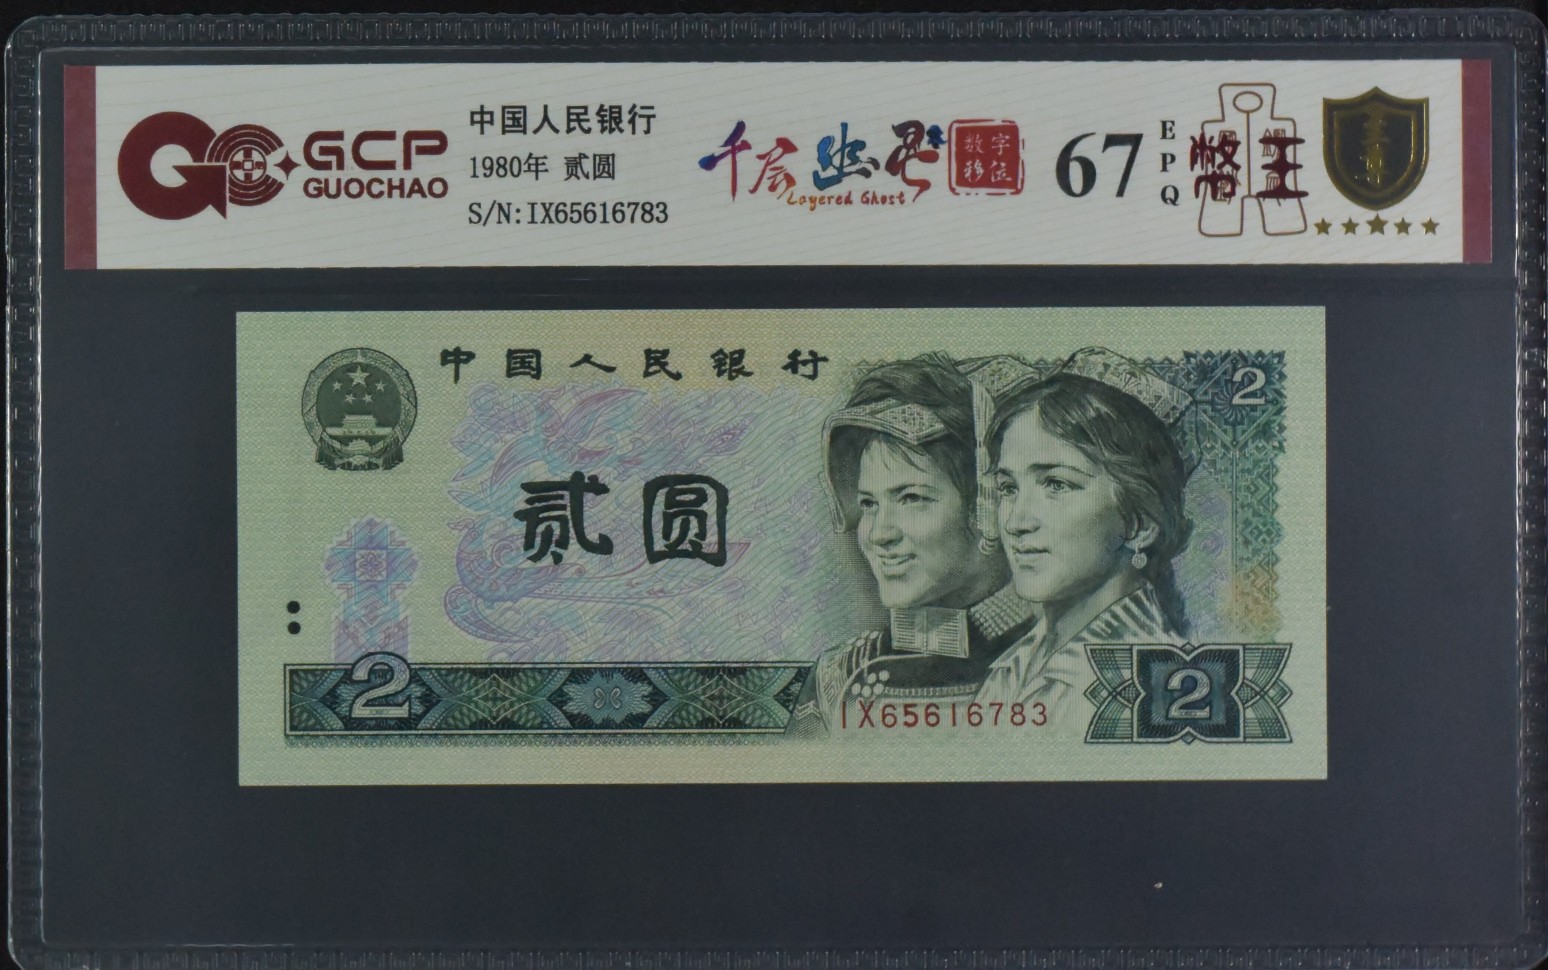 GCP
GUOCHAO
中国人民银行
1980年 贰圆
S/N:IX65616783
千层幽灵
Layered Ghost
数字
移位
67
EPQ
至尊
中国人民银行
2
贰圆
2
IX65616783
2